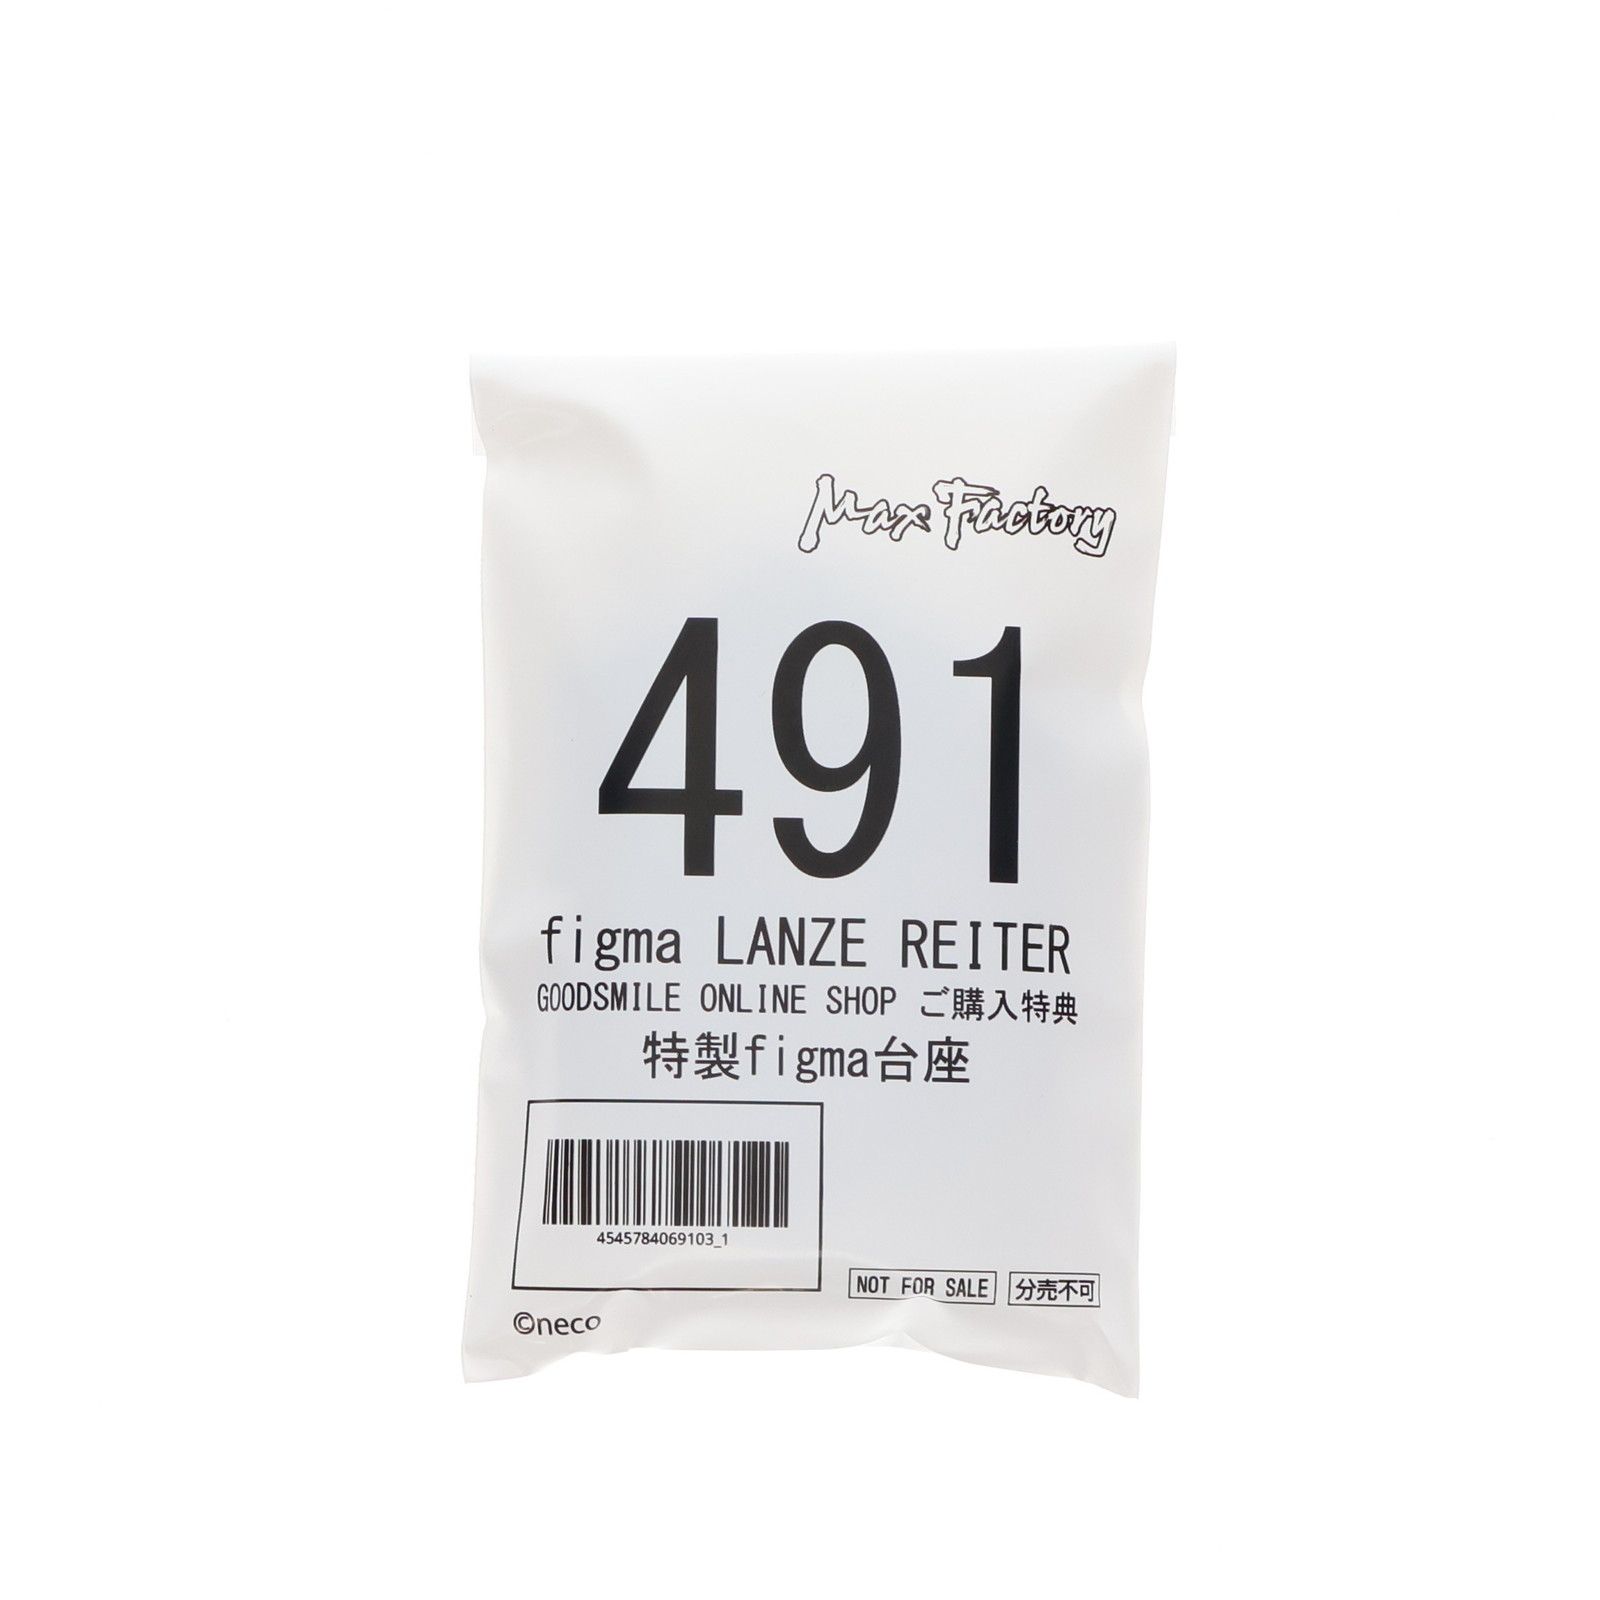 Max Factory
491
figma LANZE REITER
GOODSMILE ONLINE SHOP ご購入特典
特製figma台座
4545784069103_1
NOT FOR SALE 分売不可
©neco